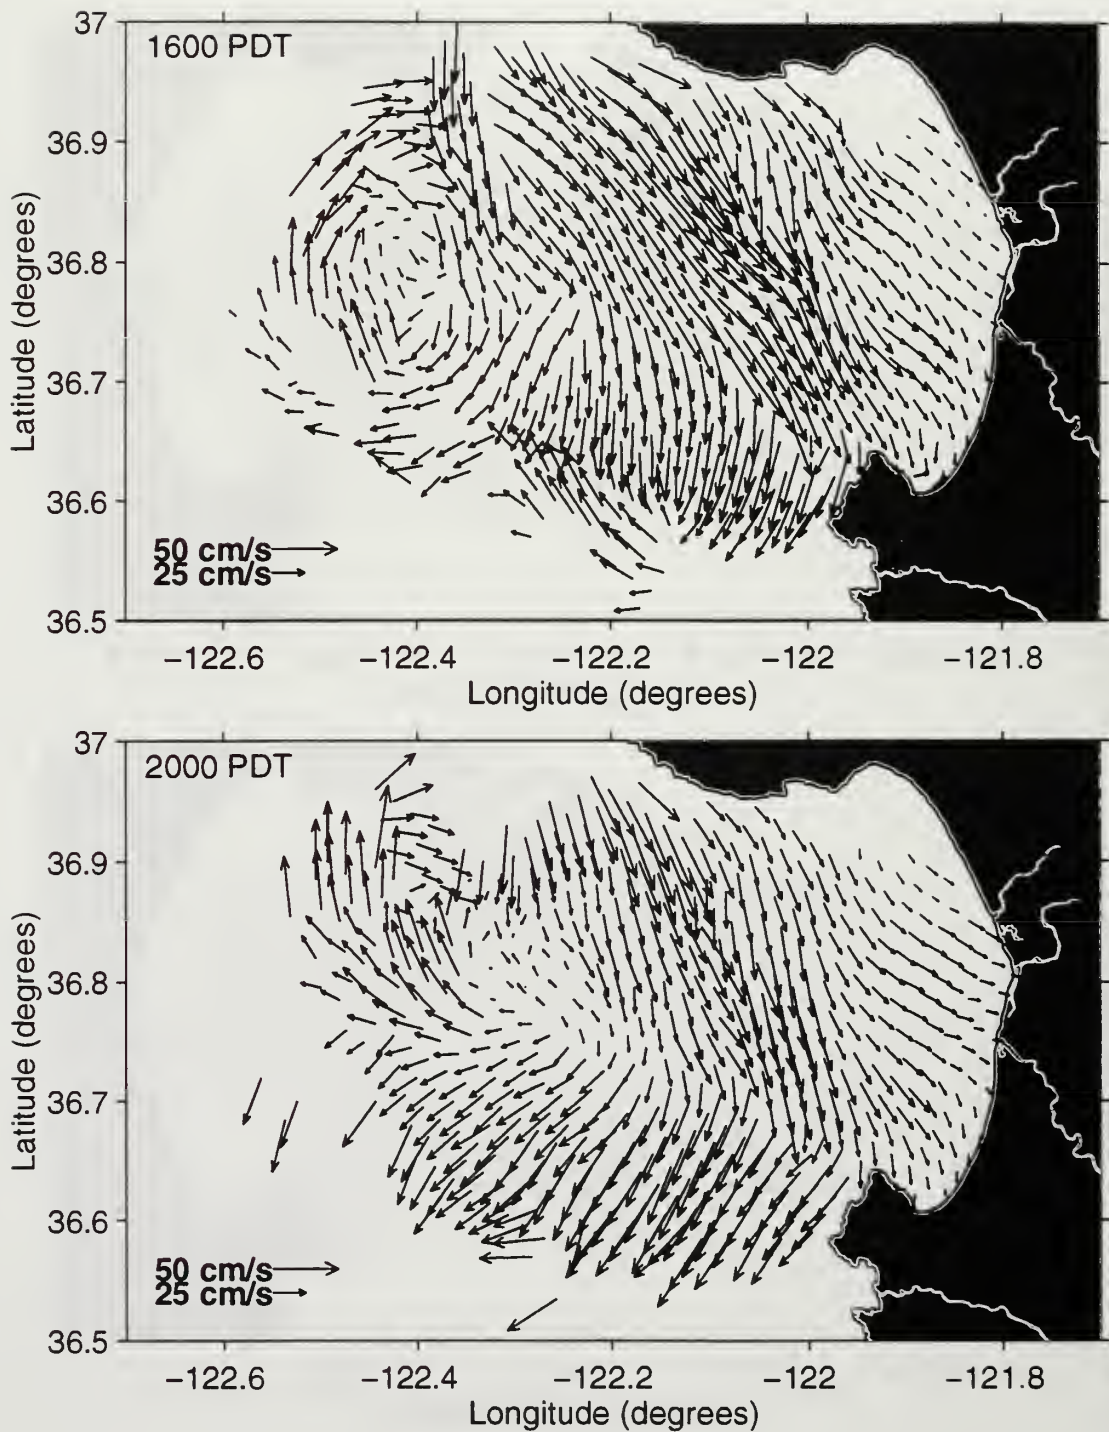 37
1600 PDT
36.9
36.8
36.7
36.6
36.5
50 cm/s
25 cm/s
Latitude (degrees)
-122.6 -122.4 -122.2 -122 -121.8
Longitude (degrees)
37
2000 PDT
36.9
36.8
36.7
36.6
36.5
50 cm/s
25 cm/s
Latitude (degrees)
-122.6 -122.4 -122.2 -122 -121.8
Longitude (degrees)